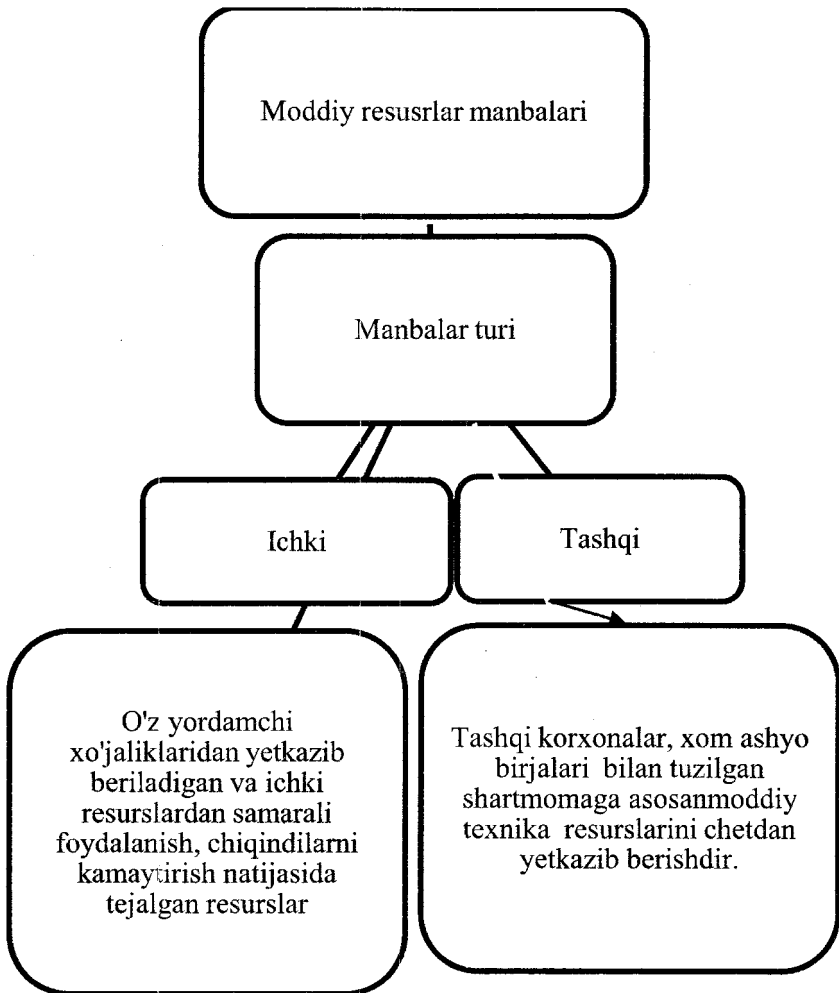 Moddiy resusrlar manbalari
Manbalar turi
Ichki
Tashqi
O'z yordamchi
xo'jaliklaridan yetkazib
beriladigan va ichki
resurslardan samarali
foydalanish, chiqindilarni
kamaytirish natijasida
tejalgan resurslar
Tashqi korxonalar, xom ashyo
birjalari bilan tuzilgan
shartmomaga asosanmoddiy
texnika resurslarini chetdan
yetkazib berishdir.